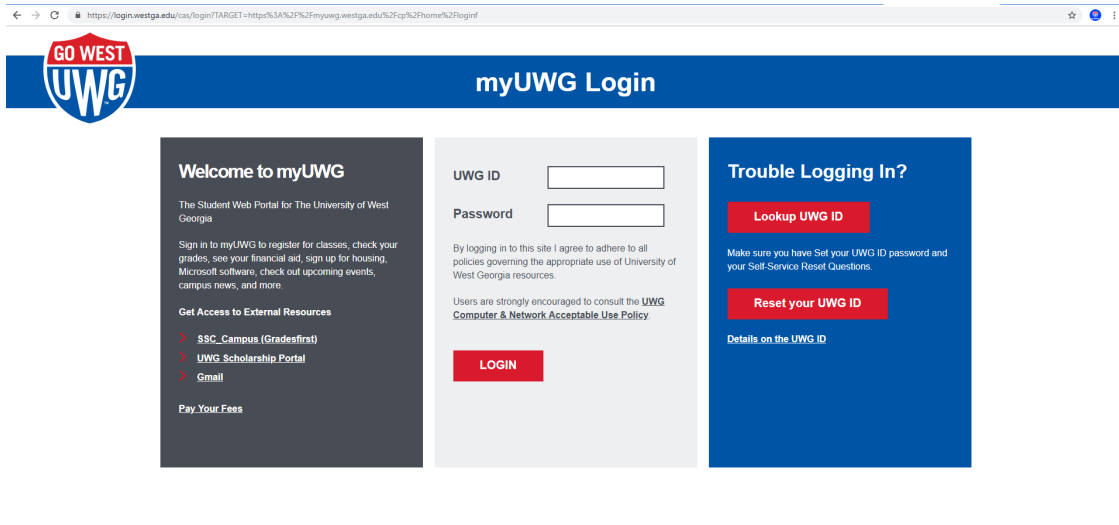 https://login.westga.edu/cas/login?TARGET=https%3A%2F%2Fmyuwg.westga.edu%2Fcp%2Fhome%2Floginf
GO WEST
UWG
myUWG Login
Welcome to myUWG
The Student Web Portal for The University of West
Georgia
Sign in to myUWG to register for classes, check your
grades, see your financial aid, sign up for housing,
Microsoft software, check out upcoming events,
campus news, and more.
Get Access to External Resources
SSC_Campus (Gradesfirst)
UWG Scholarship Portal
Gmail
Pay Your Fees
UWG ID
Password
By logging in to this site I agree to adhere to all
policies governing the appropriate use of University of
West Georgia resources.
Users are strongly encouraged to consult the UWG
Computer & Network Acceptable Use Policy.
LOGIN
Trouble Logging In?
Lookup UWG ID
Make sure you have Set your UWG ID password and
your Self-Service Reset Questions.
Reset your UWG ID
Details on the UWG ID